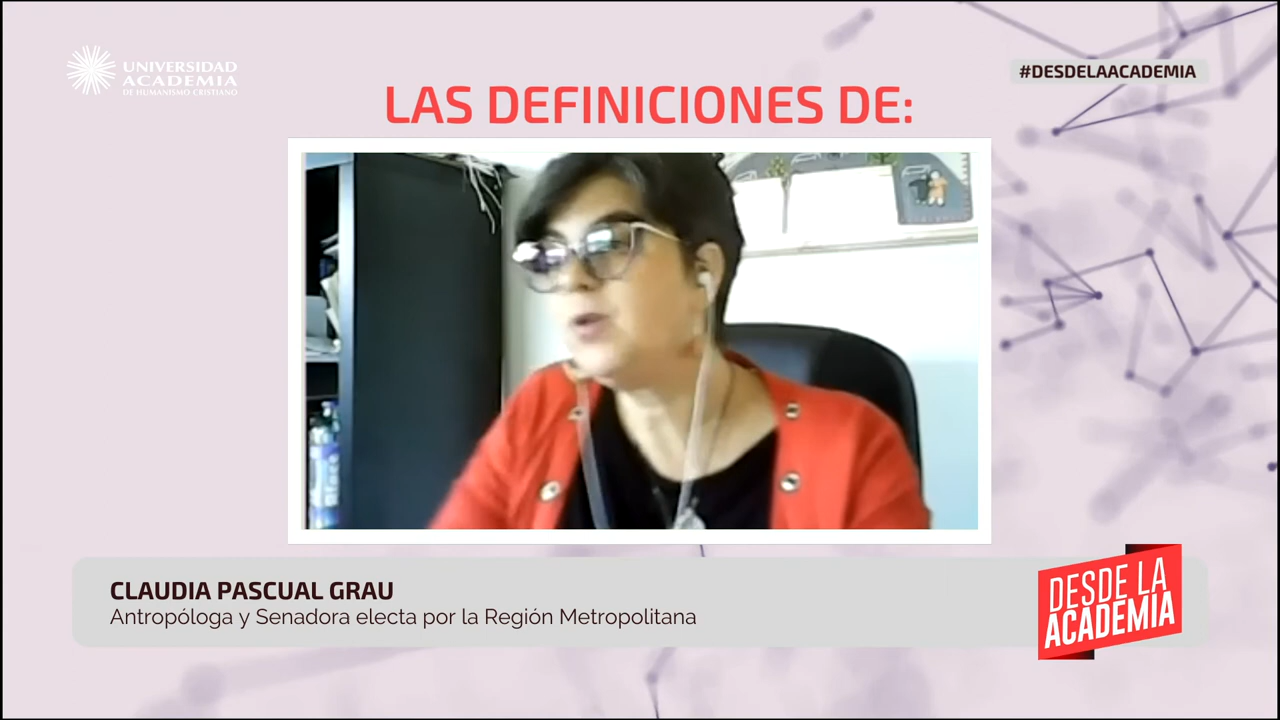 UNIVERSIDAD
ACADEMIA
DE HUMANISMO CRISTIANO
#DESDELAACADEMIA
LAS DEFINICIONES DE:
CLAUDIA PASCUAL GRAU
Antropóloga y Senadora electa por la Región Metropolitana
DESDE LA
ACADEMIA